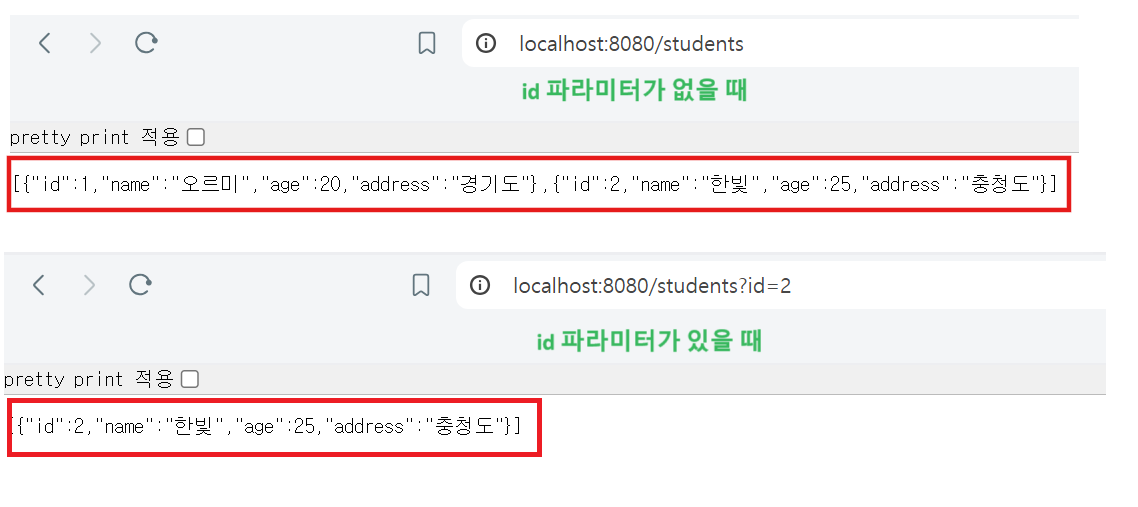 localhost:8080/students
id 파라미터가 없을 때
pretty print 적용
[{"id":1,"name":"오르미","age":20,"address":"경기도"},{"id":2,"name":"한빛","age":25,"address":"충청도"}]
localhost:8080/students?id=2
id 파라미터가 있을 때
pretty print 적용
[{"id":2,"name":"한빛","age":25,"address":"충청도"}]